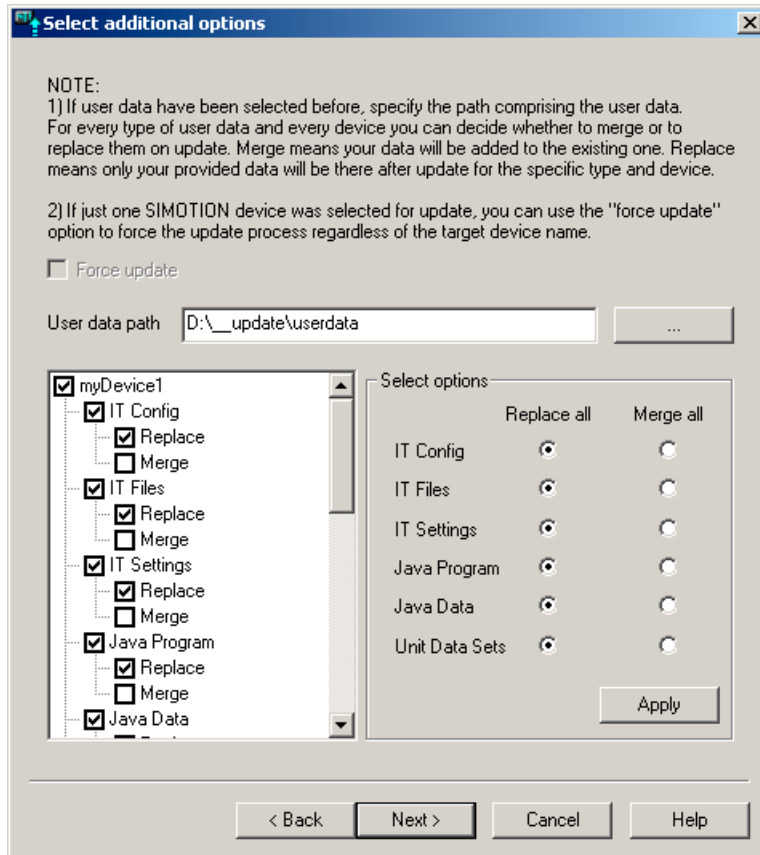 Select additional options
NOTE:
1) If user data have been selected before, specify the path comprising the user data.
For every type of user data and every device you can decide whether to merge or to
replace them on update. Merge means your data will be added to the existing one. Replace
means only your provided data will be there after update for the specific type and device.
2) If just one SIMOTION device was selected for update, you can use the "force update"
option to force the update process regardless of the target device name.
Force update
User data path D:\__update\userdata ...
myDevice1
IT Config
Replace
Merge
IT Files
Replace
Merge
IT Settings
Replace
Merge
Java Program
Replace
Merge
Java Data
Select options
Replace all Merge all
IT Config
IT Files
IT Settings
Java Program
Java Data
Unit Data Sets
Apply
< Back Next > Cancel Help